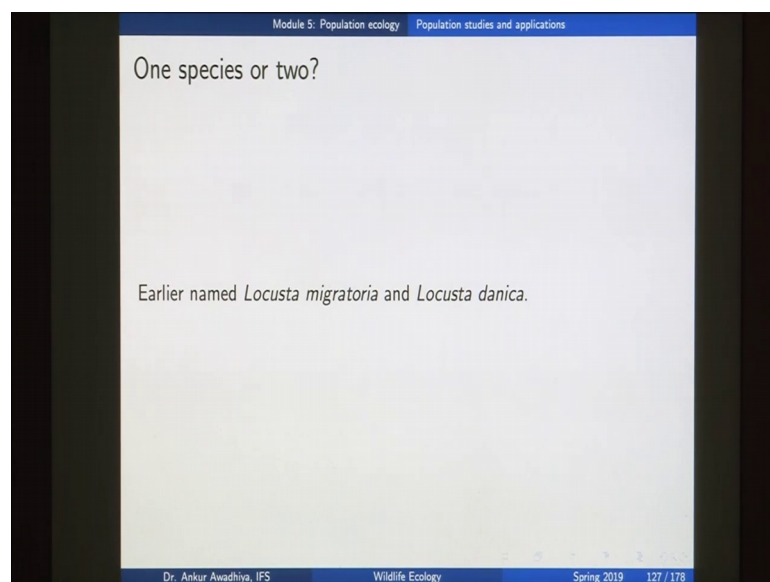 Module 5: Population ecology Population studies and applications
One species or two?
Earlier named Locusta migratoria and Locusta danica.
Dr. Ankur Awadhiya, IFS Wildlife Ecology Spring 2019 127 / 178